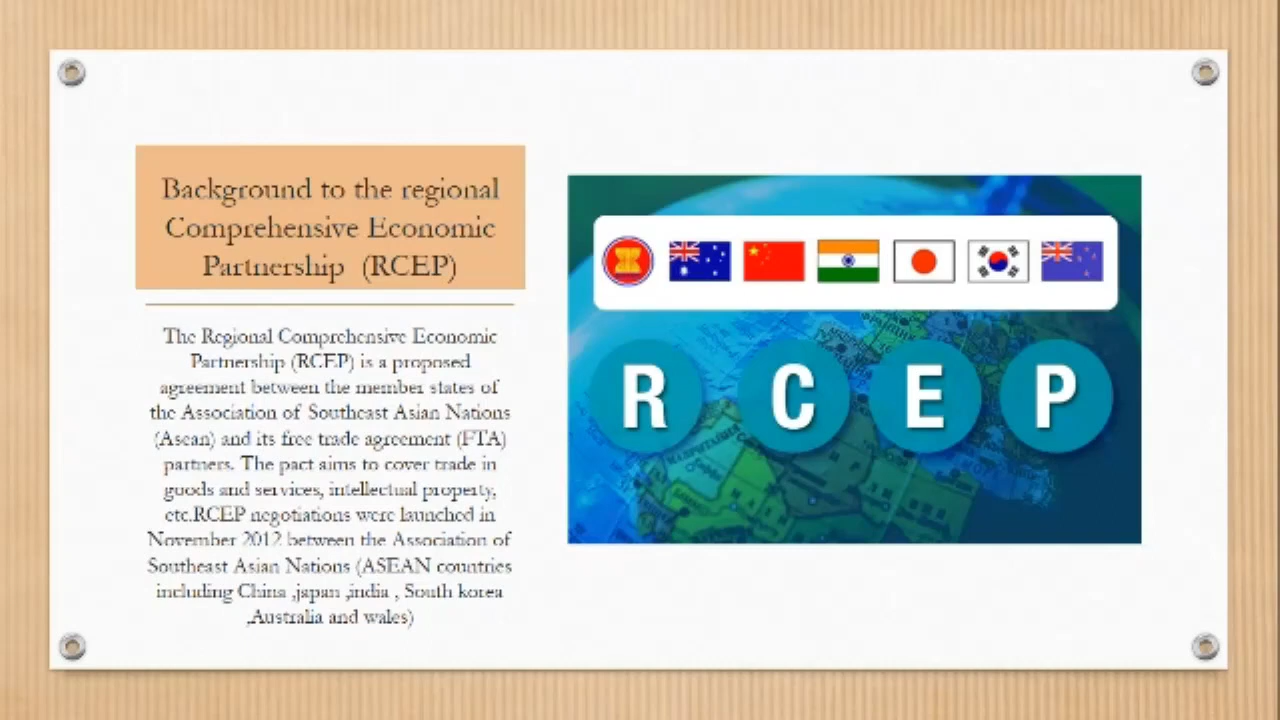 Background to the regional
Comprehensive Economic
Partnership (RCEP)
The Regional Comprehensive Economic
Partnership (RCEP) is a proposed
agreement between the member states of
the Association of Southeast Asian Nations
(Asean) and its free trade agreement (FTA)
partners. The pact aims to cover trade in
goods and services, intellectual property,
etc.RCEP negotiations were launched in
November 2012 between the Association of
Southeast Asian Nations (ASEAN countries
including China ,japan ,india , South korea
,Australia and wales)
R C E P